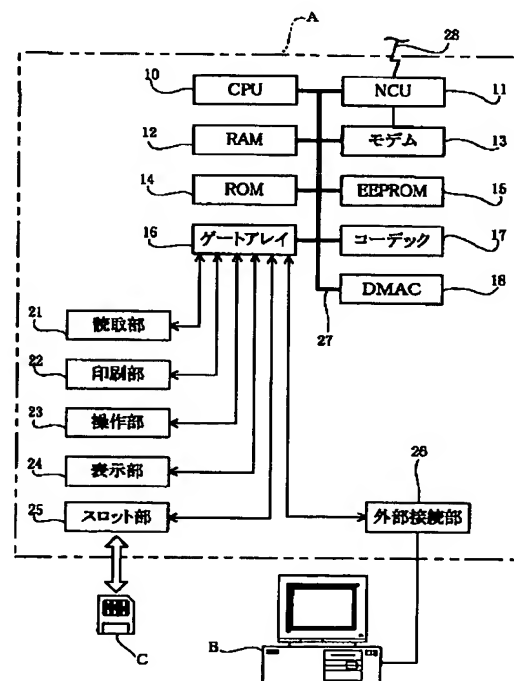 A
28
10 CPU NCU 11
12 RAM モデム 13
14 ROM EEPROM 15
16 ゲートアレイ コーデック 17
DMAC 18
27
21 読取部
22 印刷部
23 操作部
24 表示部
25 スロット部
26
外部接続部
C
B